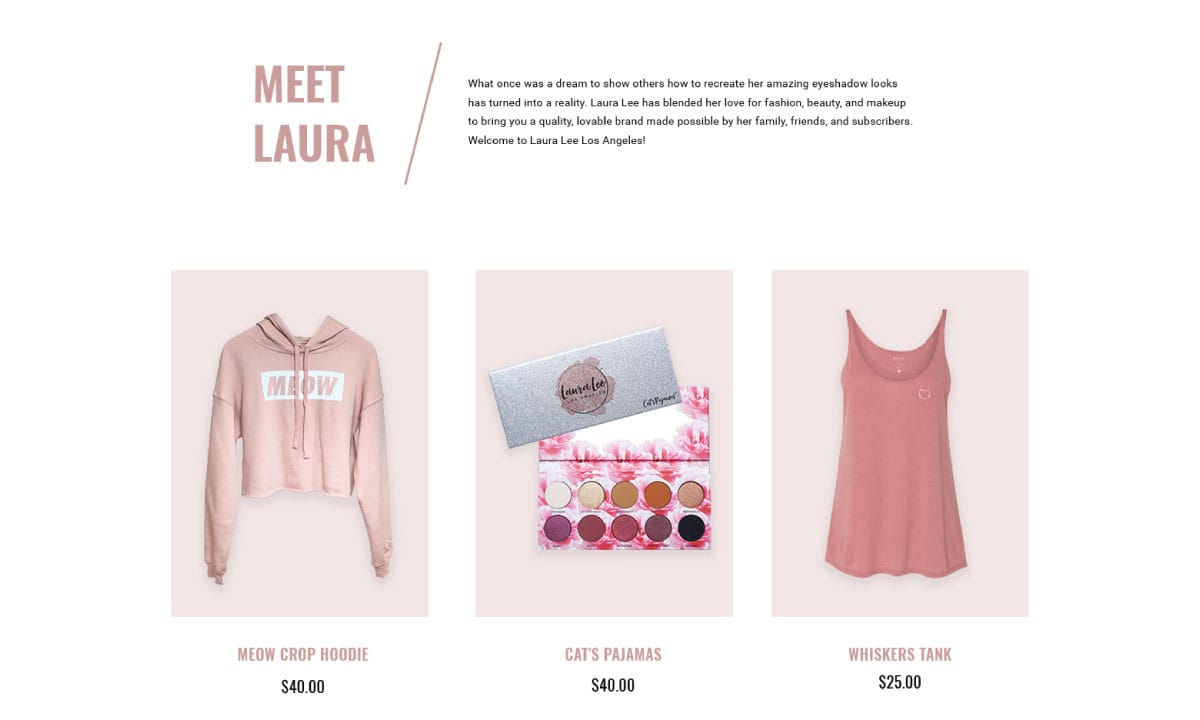 MEET
LAURA
What once was a dream to show others how to recreate her amazing eyeshadow looks
has turned into a reality. Laura Lee has blended her love for fashion, beauty, and makeup
to bring you a quality, lovable brand made possible by her family, friends, and subscribers.
Welcome to Laura Lee Los Angeles!
MEOW
Laura Lee
LOS ANGELES
Cat's Pajamas
MEOW CROP HOODIE
CAT'S PAJAMAS
WHISKERS TANK
$40.00
$40.00
$25.00